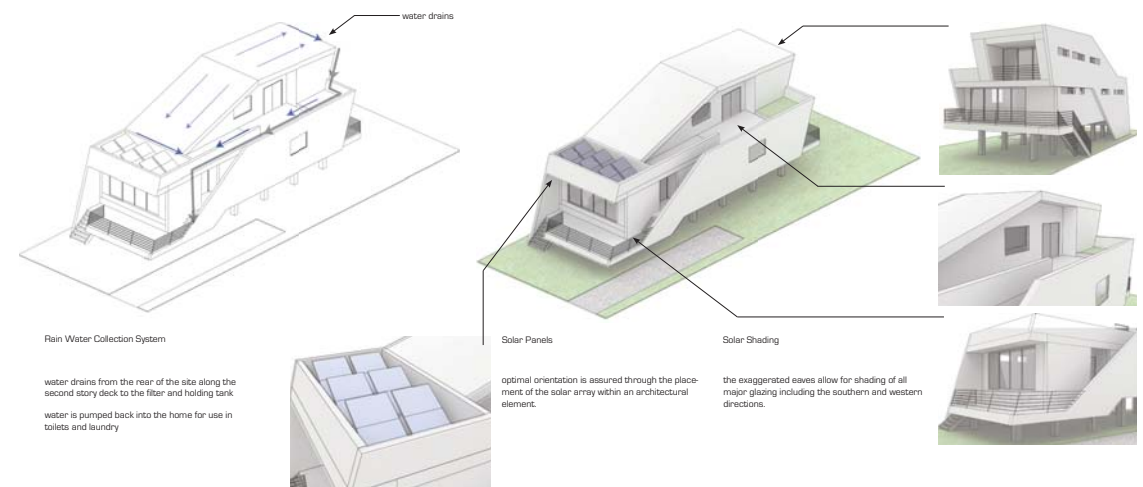 water drains
Rain Water Collection System
water drains from the rear of the site along the
second story deck to the filter and holding tank
water is pumped back into the home for use in
toilets and laundry
Solar Panels
optimal orientation is assured through the place-
ment of the solar array within an architectural
element.
Solar Shading
the exaggerated eaves allow for shading of all
major glazing including the southern and western
directions.